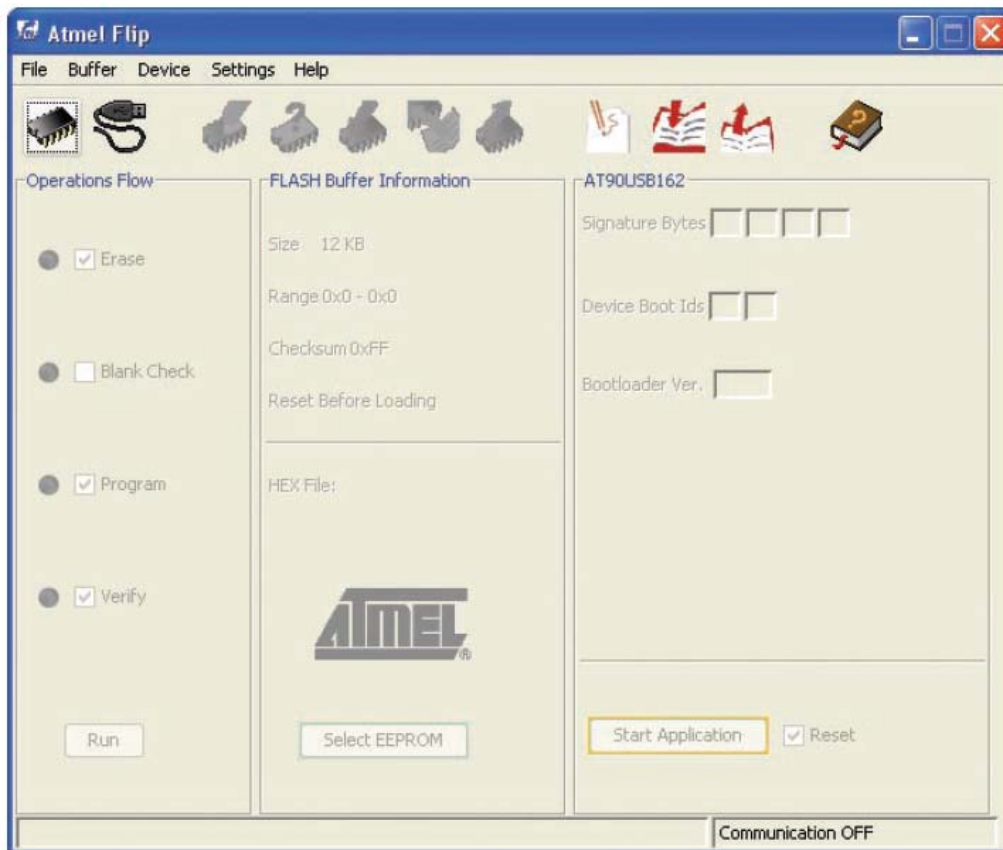 Atmel Flip
File Buffer Device Settings Help
Operations Flow
Erase
Blank Check
Program
Verify
Run
FLASH Buffer Information
Size 12 KB
Range 0x0 - 0x0
Checksum 0xFF
Reset Before Loading
HEX File:
ATMEL
®
Select EEPROM
AT90USB162
Signature Bytes
Device Boot Ids
Bootloader Ver.
Start Application
Reset
Communication OFF